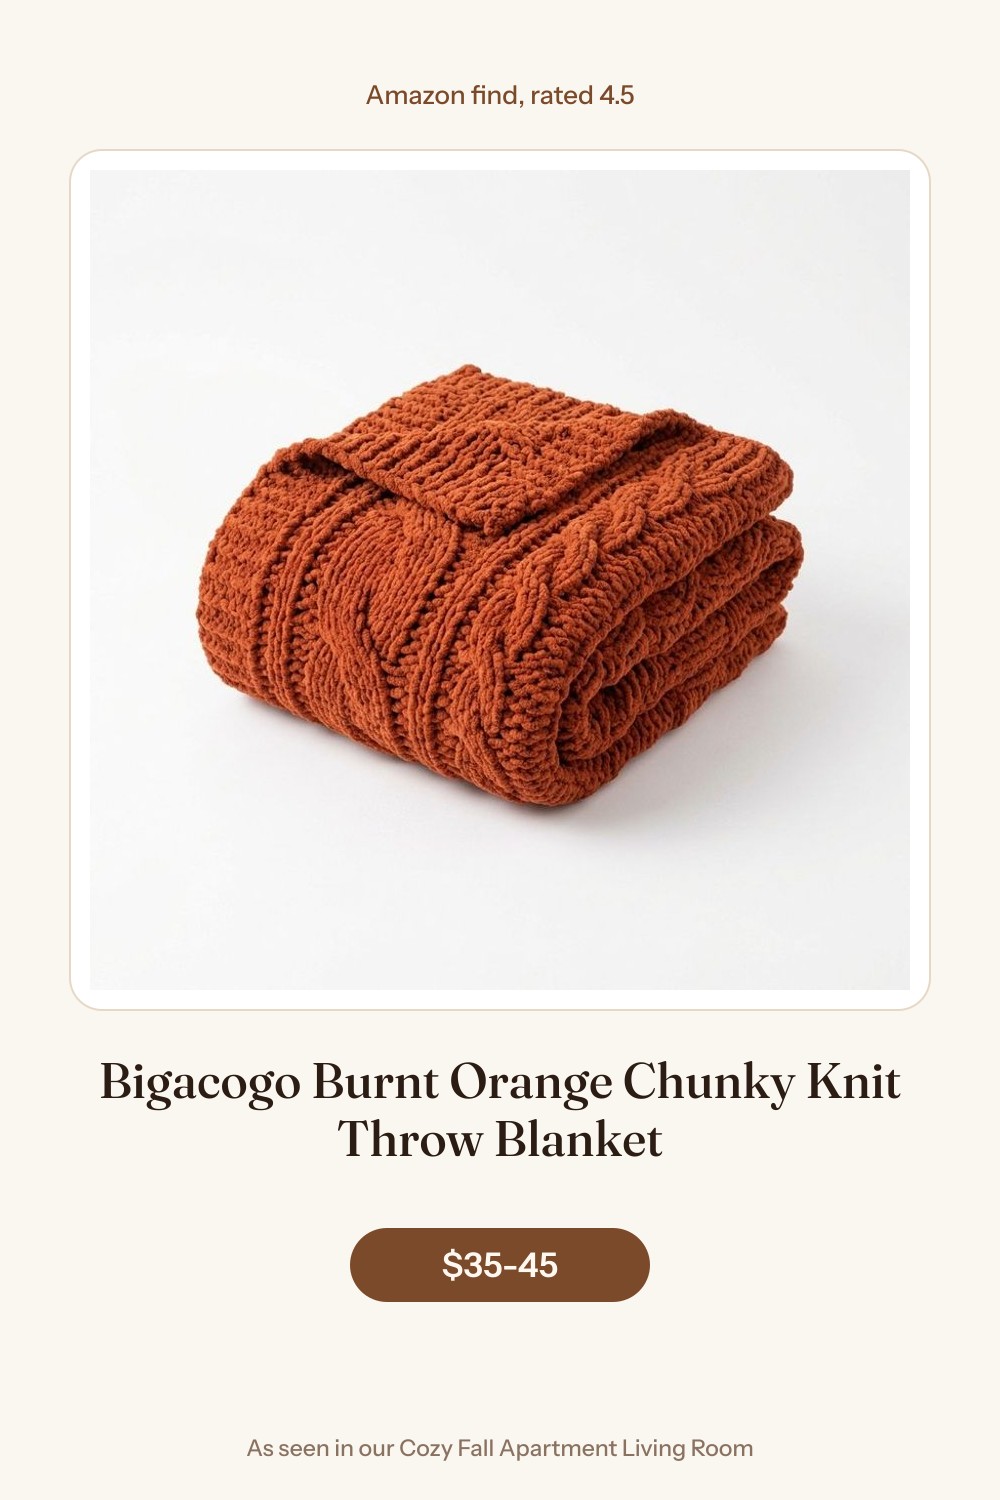 Amazon find, rated 4.5
Bigacogo Burnt Orange Chunky Knit
Throw Blanket
$35-45
As seen in our Cozy Fall Apartment Living Room